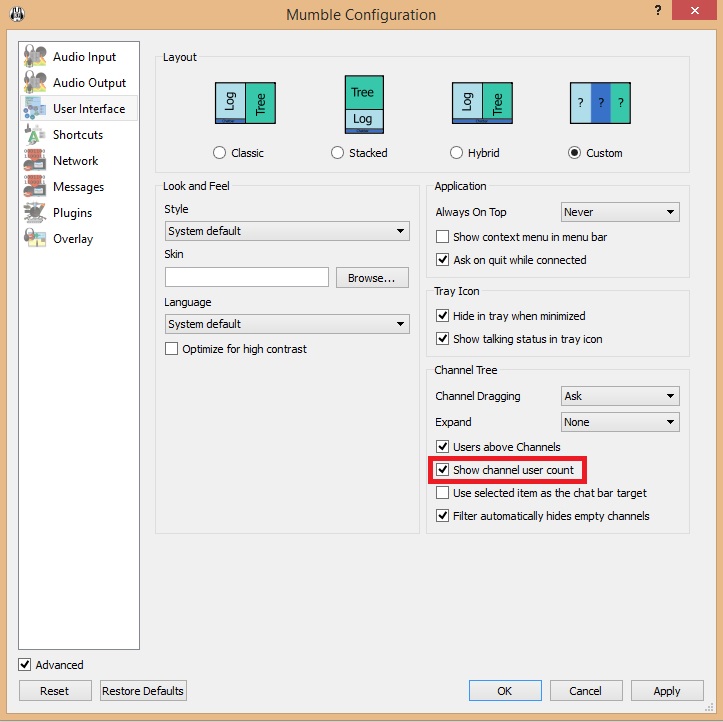 Mumble Configuration
?
x
Audio Input
Audio Output
User Interface
Shortcuts
Network
Messages
Plugins
Overlay
Layout
Log
Tree
Tree
Log
Log
Tree
? ? ?
Classic
Stacked
Hybrid
Custom
Look and Feel
Style
System default
Skin
Browse...
Language
System default
Optimize for high contrast
Application
Always On Top
Never
Show context menu in menu bar
Ask on quit while connected
Tray Icon
Hide in tray when minimized
Show talking status in tray icon
Channel Tree
Channel Dragging
Ask
Expand
None
Users above Channels
Show channel user count
Use selected item as the chat bar target
Filter automatically hides empty channels
Advanced
Reset
Restore Defaults
OK
Cancel
Apply